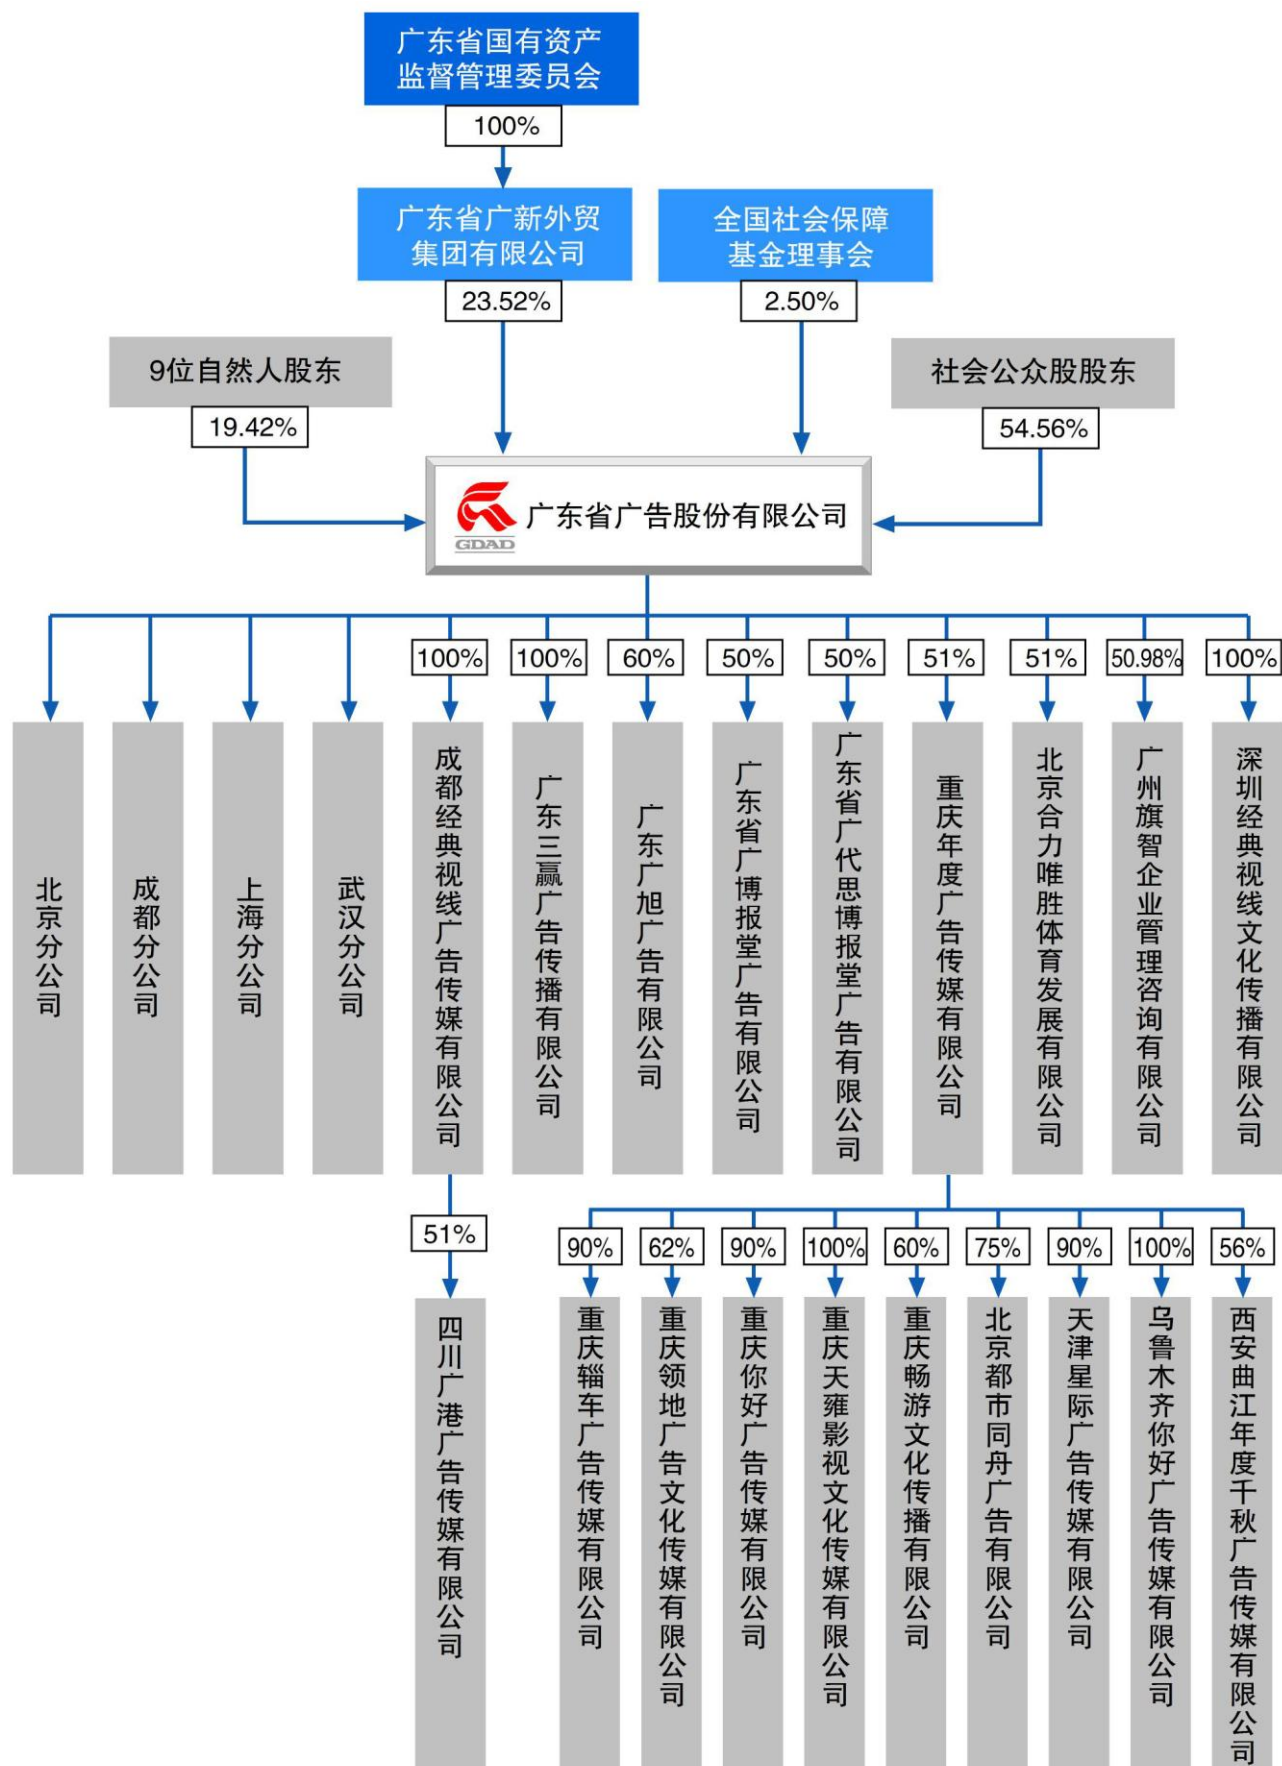 广东省国有资产
监督管理委员会
100%
广东省广新外贸
集团有限公司
全国社会保障
基金理事会
23.52%
2.50%
9位自然人股东
社会公众股股东
19.42%
54.56%
GDAD
广东省广告股份有限公司
100%
100%
60%
50%
50%
51%
51%
50.98%
100%
北京分公司
成都分公司
上海分公司
武汉分公司
成都经典视线广告传媒有限公司
广东三赢广告传播有限公司
广东广旭广告有限公司
广东省广博报堂广告有限公司
广东省广代思博报堂广告有限公司
重庆年度广告传媒有限公司
北京合力唯胜体育发展有限公司
广州旗智企业管理咨询有限公司
深圳经典视线文化传播有限公司
51%
90%
62%
90%
100%
60%
75%
90%
100%
56%
四川广港广告传媒有限公司
重庆辎车广告传媒有限公司
重庆领地广告文化传媒有限公司
重庆你好广告传媒有限公司
重庆天雍影视文化传媒有限公司
重庆畅游文化传播有限公司
北京都市同舟广告有限公司
天津星际广告传媒有限公司
乌鲁木齐你好广告传媒有限公司
西安曲江年度千秋广告传媒有限公司